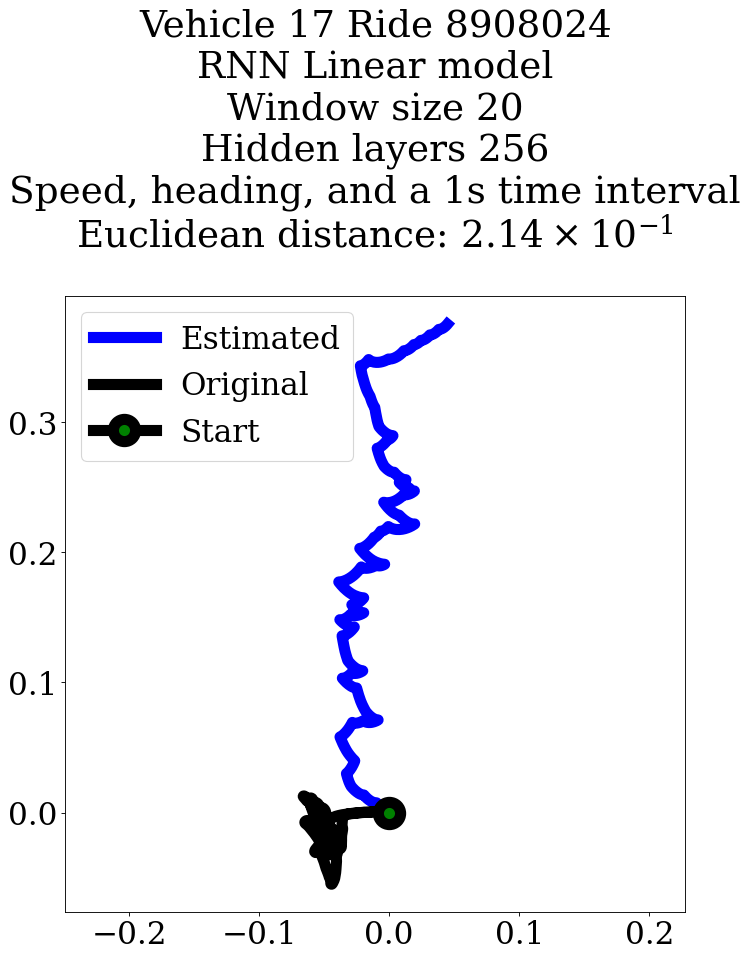 Vehicle 17 Ride 8908024
RNN Linear model
Window size 20
Hidden layers 256
Speed, heading, and a 1s time interval
Euclidean distance: 2.14 × 10⁻¹
Estimated
Original
Start
0.3
0.2
0.1
0.0
−0.2 −0.1 0.0 0.1 0.2